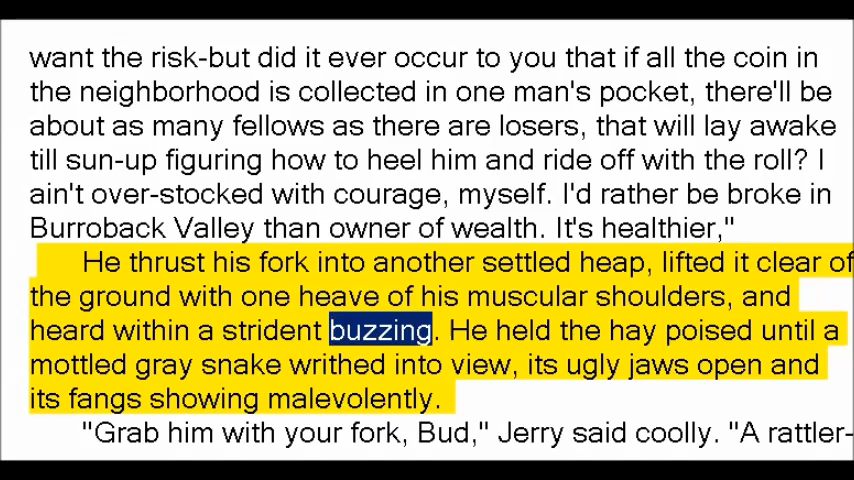 want the risk-but did it ever occur to you that if all the coin in
the neighborhood is collected in one man's pocket, there'll be
about as many fellows as there are losers, that will lay awake
till sun-up figuring how to heel him and ride off with the roll? I
ain't over-stocked with courage, myself. I'd rather be broke in
Burroback Valley than owner of wealth. It's healthier,"
He thrust his fork into another settled heap, lifted it clear of
the ground with one heave of his muscular shoulders, and
heard within a strident buzzing. He held the hay poised until a
mottled gray snake writhed into view, its ugly jaws open and
its fangs showing malevolently.
"Grab him with your fork, Bud," Jerry said coolly. "A rattler-